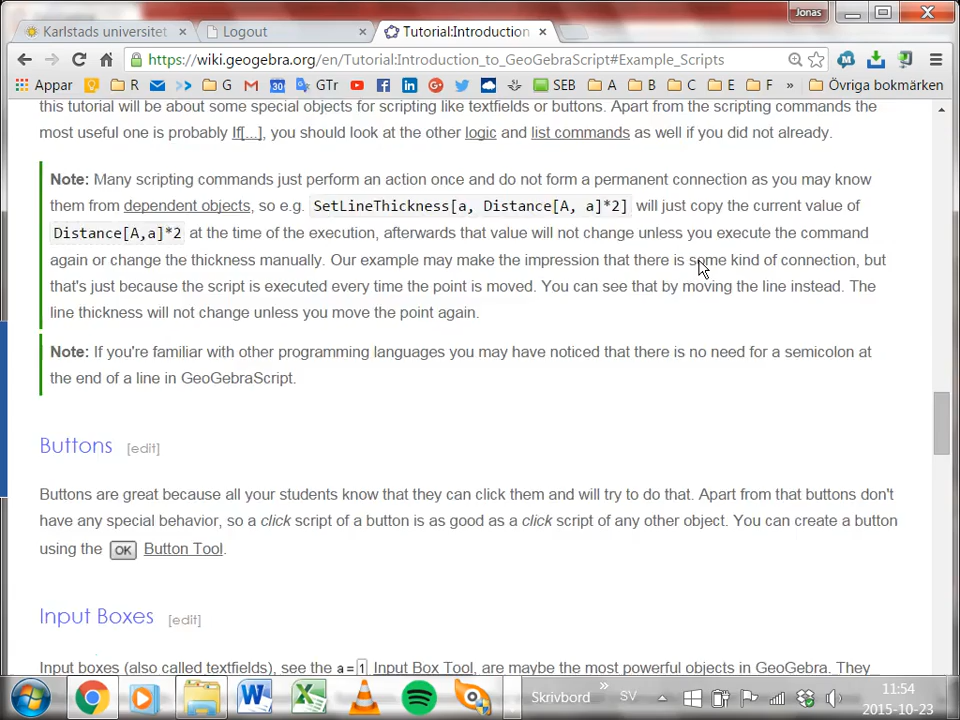 Jonas
Karlstads universitet
Logout
Tutorial:Introduction
https://wiki.geogebra.org/en/Tutorial:Introduction_to_GeoGebraScript#Example_Scripts
Appar R G 30 GTr SEB A B C E F » Övriga bokmärken
this tutorial will be about some special objects for scripting like textfields or buttons. Apart from the scripting commands the
most useful one is probably If[...], you should look at the other logic and list commands as well if you did not already.
Note: Many scripting commands just perform an action once and do not form a permanent connection as you may know
them from dependent objects, so e.g. SetLineThickness[a, Distance[A, a]*2] will just copy the current value of
Distance[A,a]*2 at the time of the execution, afterwards that value will not change unless you execute the command
again or change the thickness manually. Our example may make the impression that there is some kind of connection, but
that's just because the script is executed every time the point is moved. You can see that by moving the line instead. The
line thickness will not change unless you move the point again.
Note: If you're familiar with other programming languages you may have noticed that there is no need for a semicolon at
the end of a line in GeoGebraScript.
Buttons [edit]
Buttons are great because all your students know that they can click them and will try to do that. Apart from that buttons don't
have any special behavior, so a click script of a button is as good as a click script of any other object. You can create a button
using the OK Button Tool.
Input Boxes [edit]
Input boxes (also called textfields), see the a=1 Input Box Tool, are maybe the most powerful objects in GeoGebra. They
Skrivbord » SV
11:54
2015-10-23